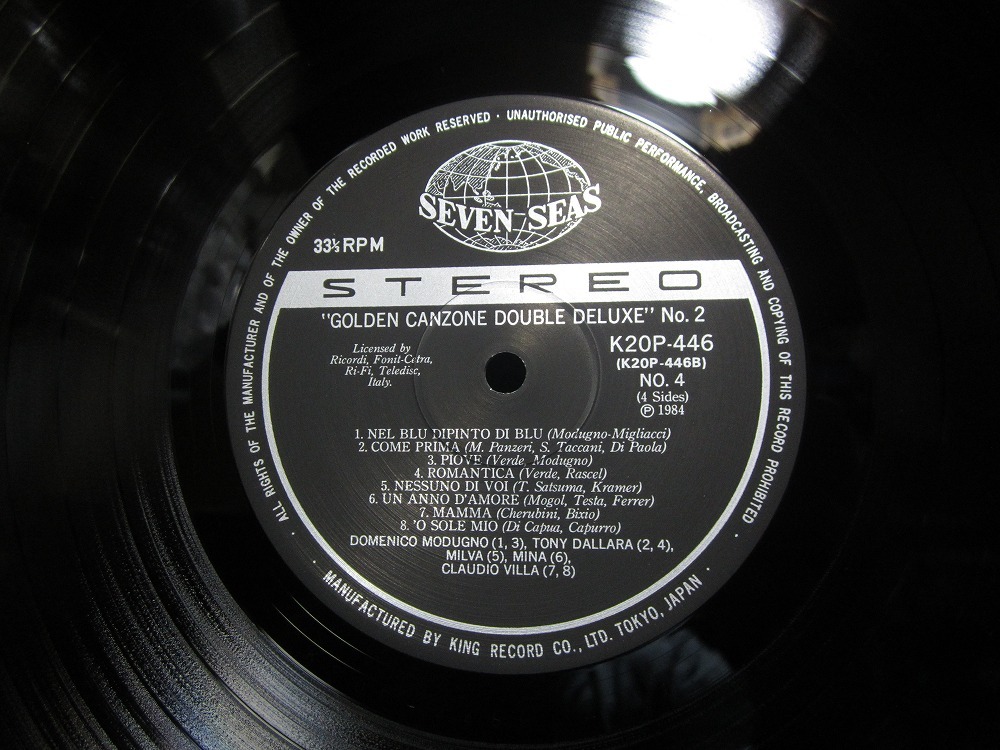 ALL RIGHTS OF THE MANUFACTURER AND OF THE OWNER OF THE RECORDED WORK RESERVED · UNAUTHORISED PUBLIC PERFORMANCE, BROADCASTING AND COPYING OF THIS RECORD PROHIBITED ·
SEVEN SEAS
33⅓ RPM
STEREO
"GOLDEN CANZONE DOUBLE DELUXE" No. 2
Licensed by
Ricordi, Fonit-Cetra,
Ri-Fi, Teledisc,
Italy.
K20P-446
(K20P-446B)
NO. 4
(4 Sides)
Ⓟ 1984
1. NEL BLU DIPINTO DI BLU (Modugno-Migliacci)
2. COME PRIMA (M. Panzeri, S. Taccani, Di Paola)
3. PIOVE (Verde, Modugno)
4. ROMANTICA (Verde, Rascel)
5. NESSUNO DI VOI (T. Satsuma, Kramer)
6. UN ANNO D'AMORE (Mogol, Testa, Ferrer)
7. MAMMA (Cherubini, Bixio)
8. 'O SOLE MIO (Di Capua, Capurro)
DOMENICO MODUGNO (1, 3), TONY DALLARA (2, 4),
MILVA (5), MINA (6),
CLAUDIO VILLA (7, 8)
· MANUFACTURED BY KING RECORD CO., LTD. TOKYO, JAPAN ·